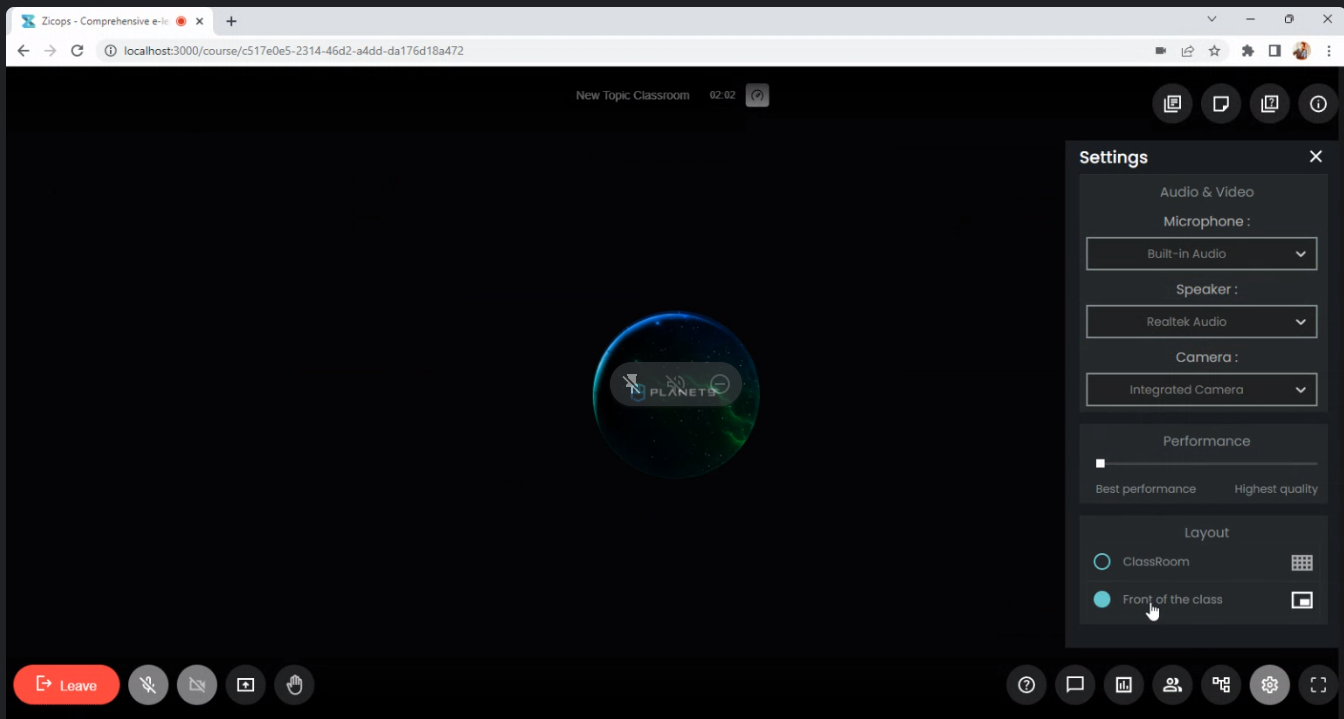 Zicops - Comprehensive e-le
localhost:3000/course/c517e0e5-2314-46d2-a4dd-da176d18a472
New Topic Classroom 02:02
Settings
Audio & Video
Microphone :
Built-in Audio
Speaker :
Realtek Audio
Camera :
Integrated Camera
PLANETS
Performance
Best performance Highest quality
Layout
ClassRoom
Front of the class
Leave